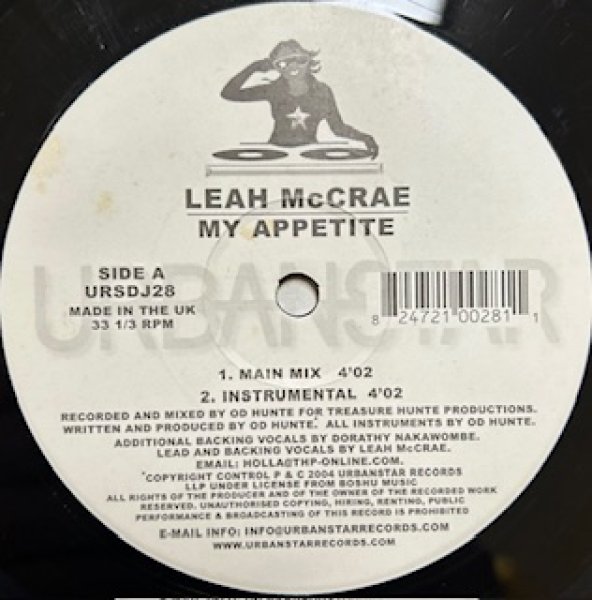 LEAH McCRAE
MY APPETITE
URBANSTAR
SIDE A
URSDJ28
MADE IN THE UK
33 1/3 RPM
8 24721 00281 1
1. MAIN MIX 4'02
2. INSTRUMENTAL 4'02
RECORDED AND MIXED BY OD HUNTE FOR TREASURE HUNTE PRODUCTIONS.
WRITTEN AND PRODUCED BY OD HUNTE. ALL INSTRUMENTS BY OD HUNTE.
ADDITIONAL BACKING VOCALS BY DORATHY NAKAWOMBE.
LEAD AND BACKING VOCALS BY LEAH McCRAE.
EMAIL: HOLLA@THP-ONLINE.COM.
*COPYRIGHT CONTROL P & C 2004 URBANSTAR RECORDS
LLP UNDER LICENSE FROM BOSHU MUSIC
ALL RIGHTS OF THE PRODUCER AND OF THE OWNER OF THE RECORDED WORK
RESERVED. UNAUTHORISED COPYING, HIRING, RENTING, PUBLIC
PERFORMANCE & BROADCASTING OF THIS RECORD IS PROHIBITED
E-MAIL INFO: INFO@URBANSTARRECORDS.COM
WWW.URBANSTARRECORDS.COM